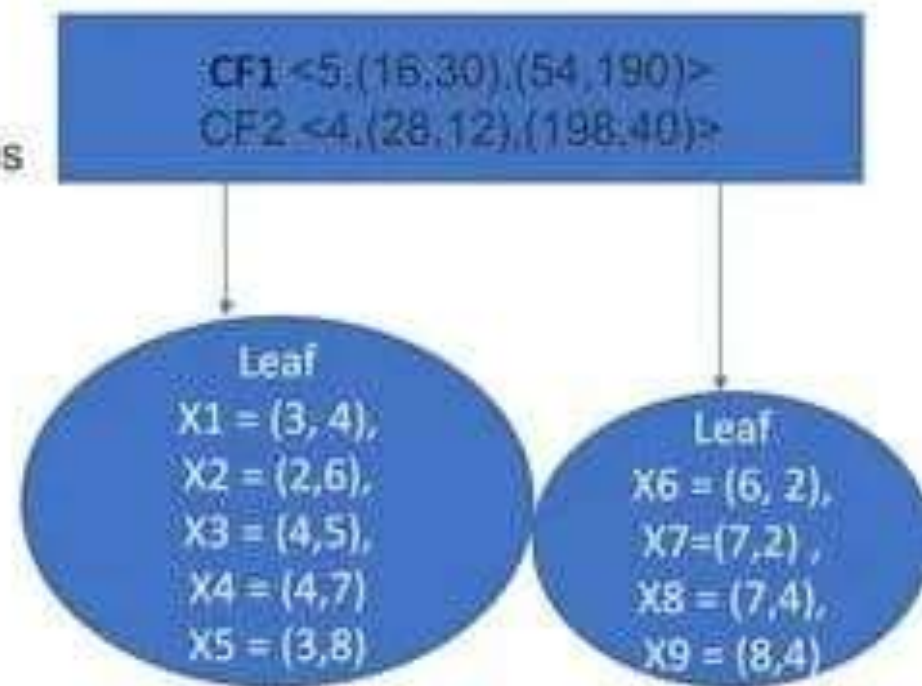 CF1 <5,(16,30),(54,190)>
CF2 <4,(28,12),(198,40)>
es
Leaf
X1 = (3, 4),
X2 = (2,6),
X3 = (4,5),
X4 = (4,7)
X5 = (3,8)
Leaf
X6 = (6, 2),
X7=(7,2) ,
X8 = (7,4),
X9 = (8,4)